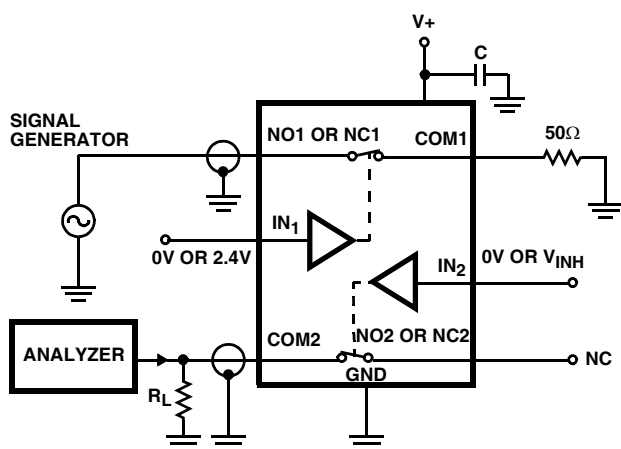 V+
C
SIGNAL
GENERATOR
NO1 OR NC1
COM1
50Ω
IN1
0V OR 2.4V
IN2
0V OR VINH
ANALYZER
COM2
NO2 OR NC2
NC
GND
RL